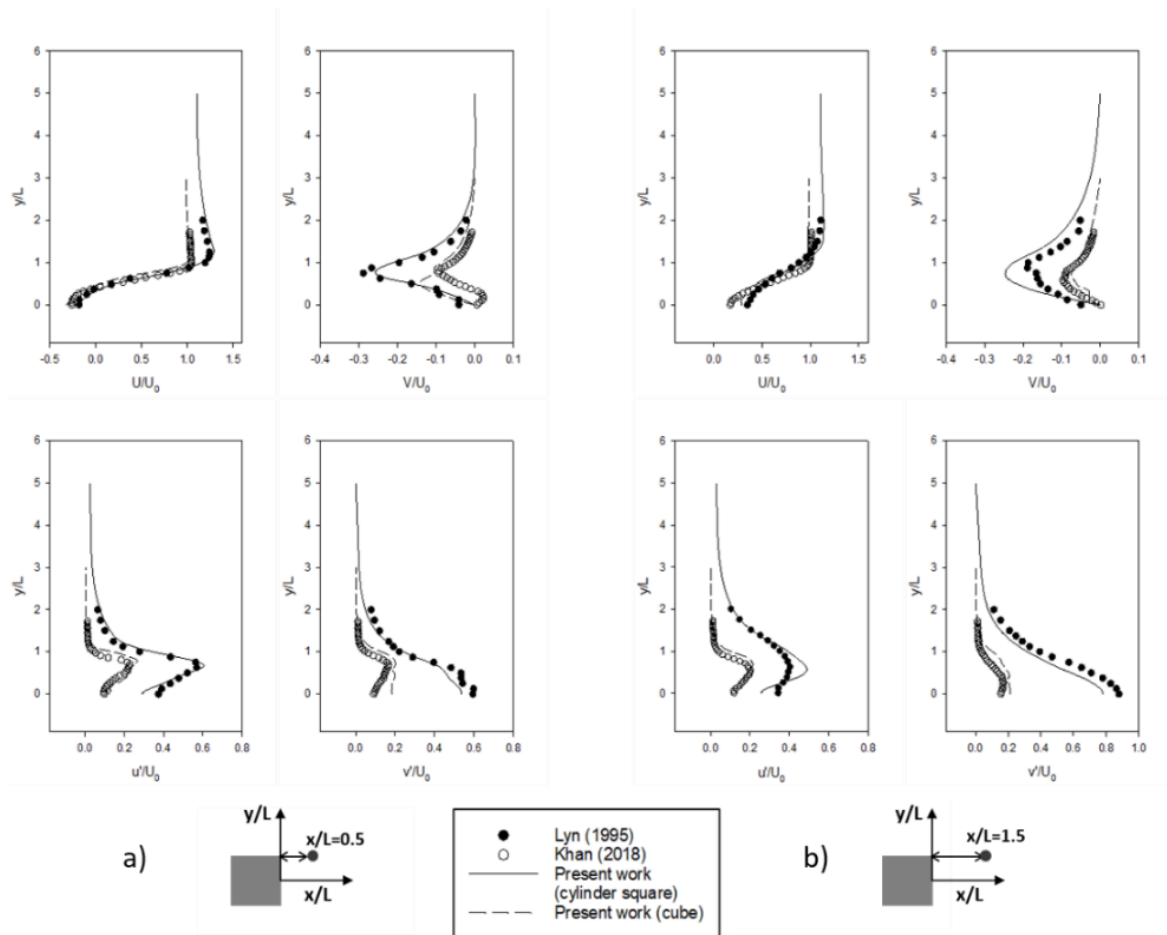 6
5
4
3
2
1
0
y/L
-0.5 0.0 0.5 1.0 1.5
U/U0
6
5
4
3
2
1
0
y/L
-0.4 -0.3 -0.2 -0.1 0.0 0.1
V/U0
6
5
4
3
2
1
0
y/L
0.0 0.5 1.0 1.5
U/U0
6
5
4
3
2
1
0
y/L
-0.4 -0.3 -0.2 -0.1 0.0 0.1
V/U0
6
5
4
3
2
1
0
y/L
0.0 0.2 0.4 0.6 0.8
u'/U0
6
5
4
3
2
1
0
y/L
0.0 0.2 0.4 0.6 0.8
v'/U0
6
5
4
3
2
1
0
y/L
0.0 0.2 0.4 0.6 0.8
u'/U0
6
5
4
3
2
1
0
y/L
0.0 0.2 0.4 0.6 0.8 1.0
v'/U0
a)
y/L
x/L=0.5
x/L
Lyn (1995)
Khan (2018)
Present work
(cylinder square)
Present work (cube)
b)
y/L
x/L=1.5
x/L